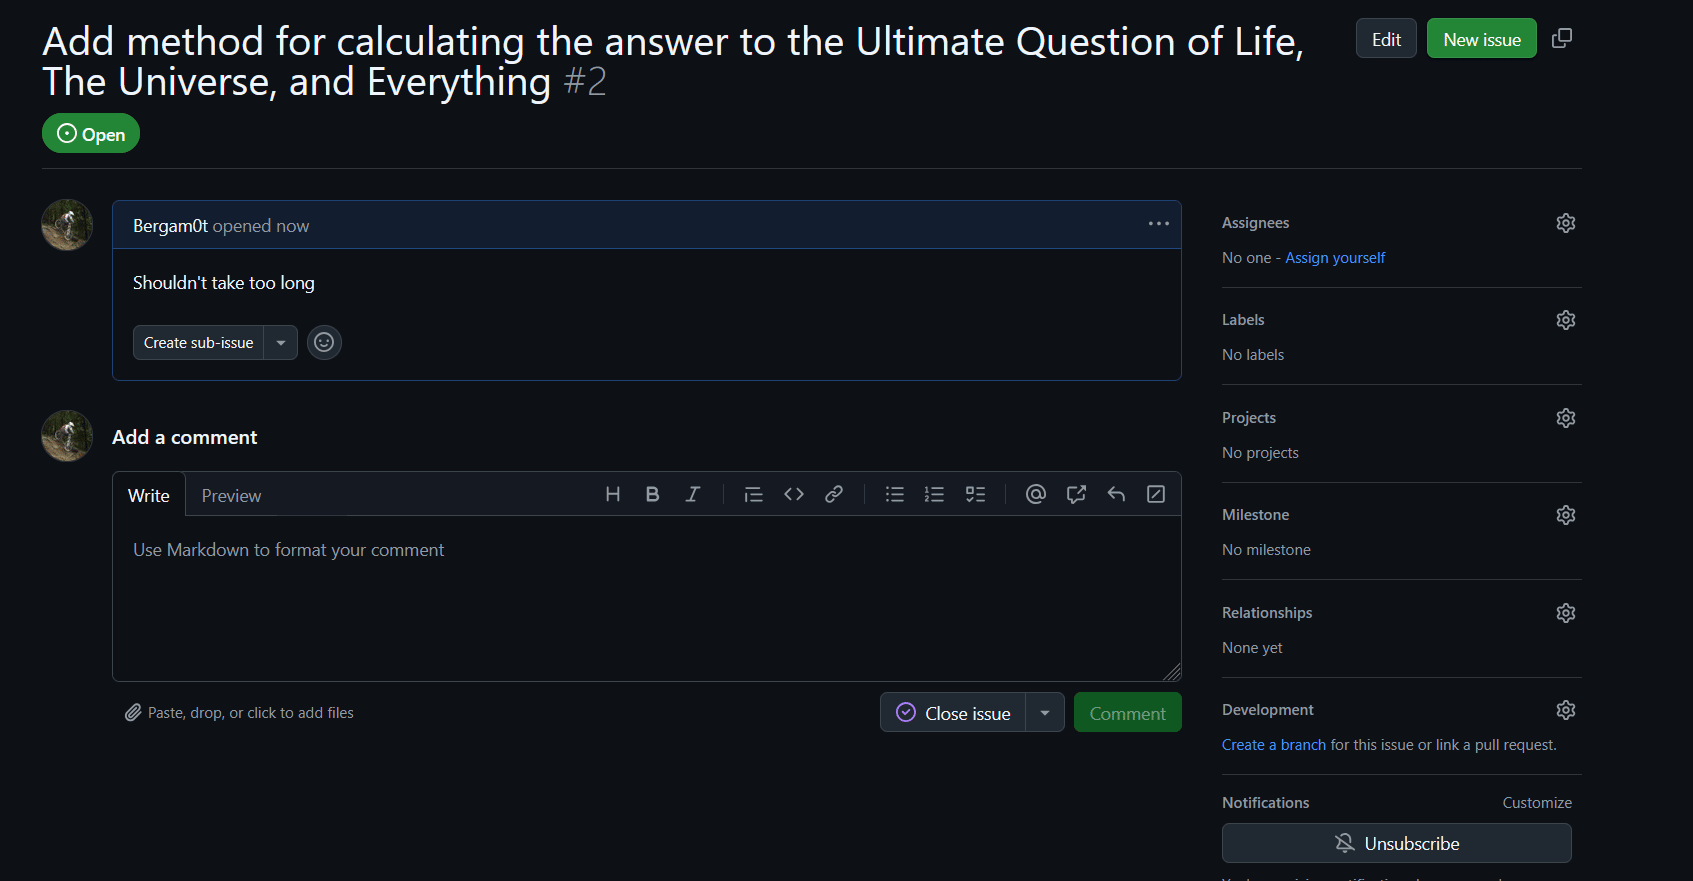 Add method for calculating the answer to the Ultimate Question of Life,
The Universe, and Everything #2
Edit
New issue
Open
Bergam0t opened now
Shouldn't take too long
Create sub-issue
Add a comment
Write
Preview
Use Markdown to format your comment
Paste, drop, or click to add files
Close issue
Comment
Assignees
No one - Assign yourself
Labels
No labels
Projects
No projects
Milestone
No milestone
Relationships
None yet
Development
Create a branch for this issue or link a pull request.
Notifications
Customize
Unsubscribe